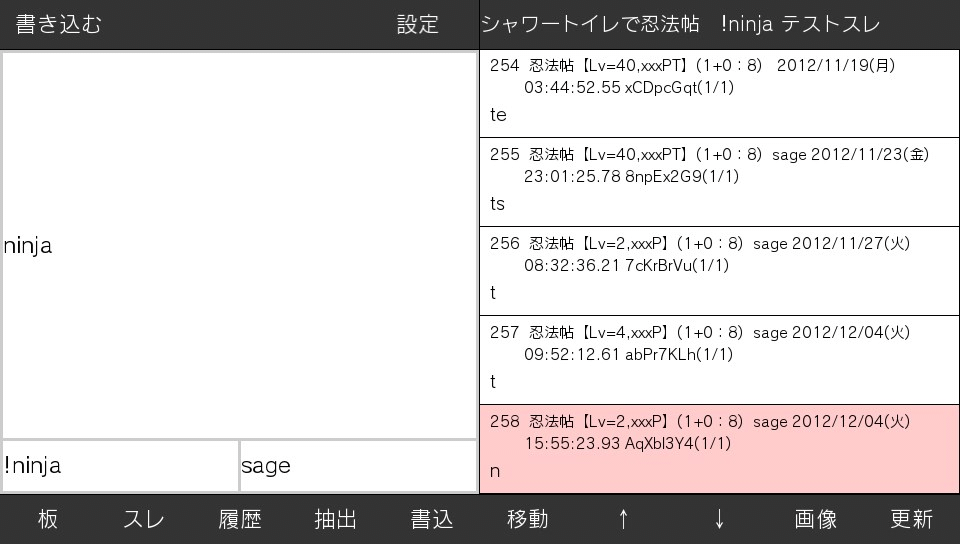 書き込む 設定
ninja
!ninja sage
シャワートイレで忍法帖　!ninja テストスレ
254 忍法帖【Lv=40,xxxPT】(1+0：8)　2012/11/19(月)
03:44:52.55 xCDpcGqt(1/1)
te
255 忍法帖【Lv=40,xxxPT】(1+0：8) sage 2012/11/23(金)
23:01:25.78 8npEx2G9(1/1)
ts
256 忍法帖【Lv=2,xxxP】(1+0：8) sage 2012/11/27(火)
08:32:36.21 7cKrBrVu(1/1)
t
257 忍法帖【Lv=4,xxxP】(1+0：8) sage 2012/12/04(火)
09:52:12.61 abPr7KLh(1/1)
t
258 忍法帖【Lv=2,xxxP】(1+0：8) sage 2012/12/04(火)
15:55:23.93 AqXbl3Y4(1/1)
n
板 スレ 履歴 抽出 書込 移動 ↑ ↓ 画像 更新